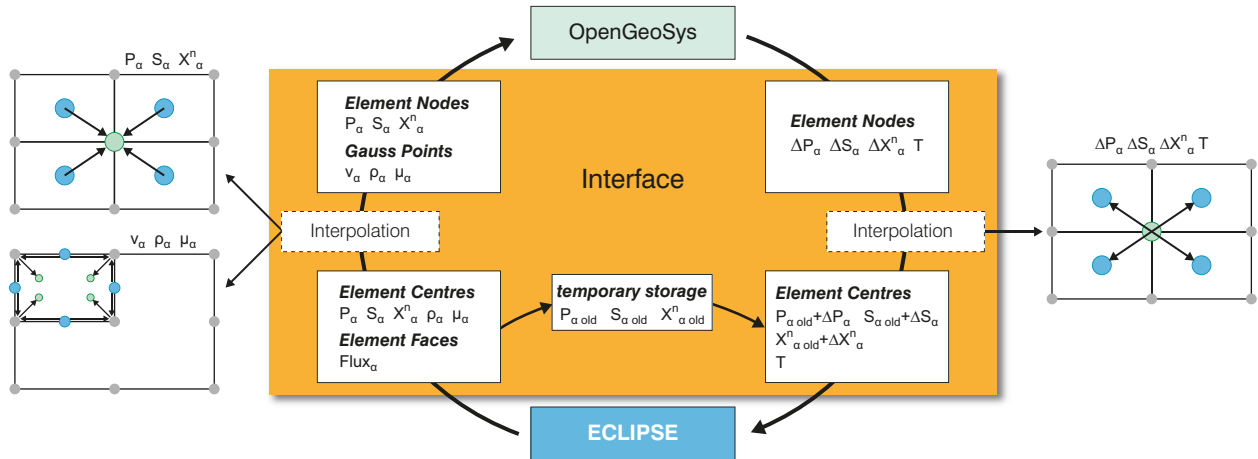 OpenGeoSys
Pα Sα Xⁿα
Element Nodes
Pα Sα Xⁿα
Gauss Points
vα ρα μα
Interface
Element Nodes
ΔPα ΔSα ΔXⁿα T
ΔPα ΔSα ΔXⁿα T
Interpolation
Interpolation
vα ρα μα
Element Centres
Pα Sα Xⁿα ρα μα
Element Faces
Fluxα
temporary storage
Pα old Sα old Xⁿα old
Element Centres
Pα old+ΔPα Sα old+ΔSα
Xⁿα old+ΔXⁿα
T
ECLIPSE